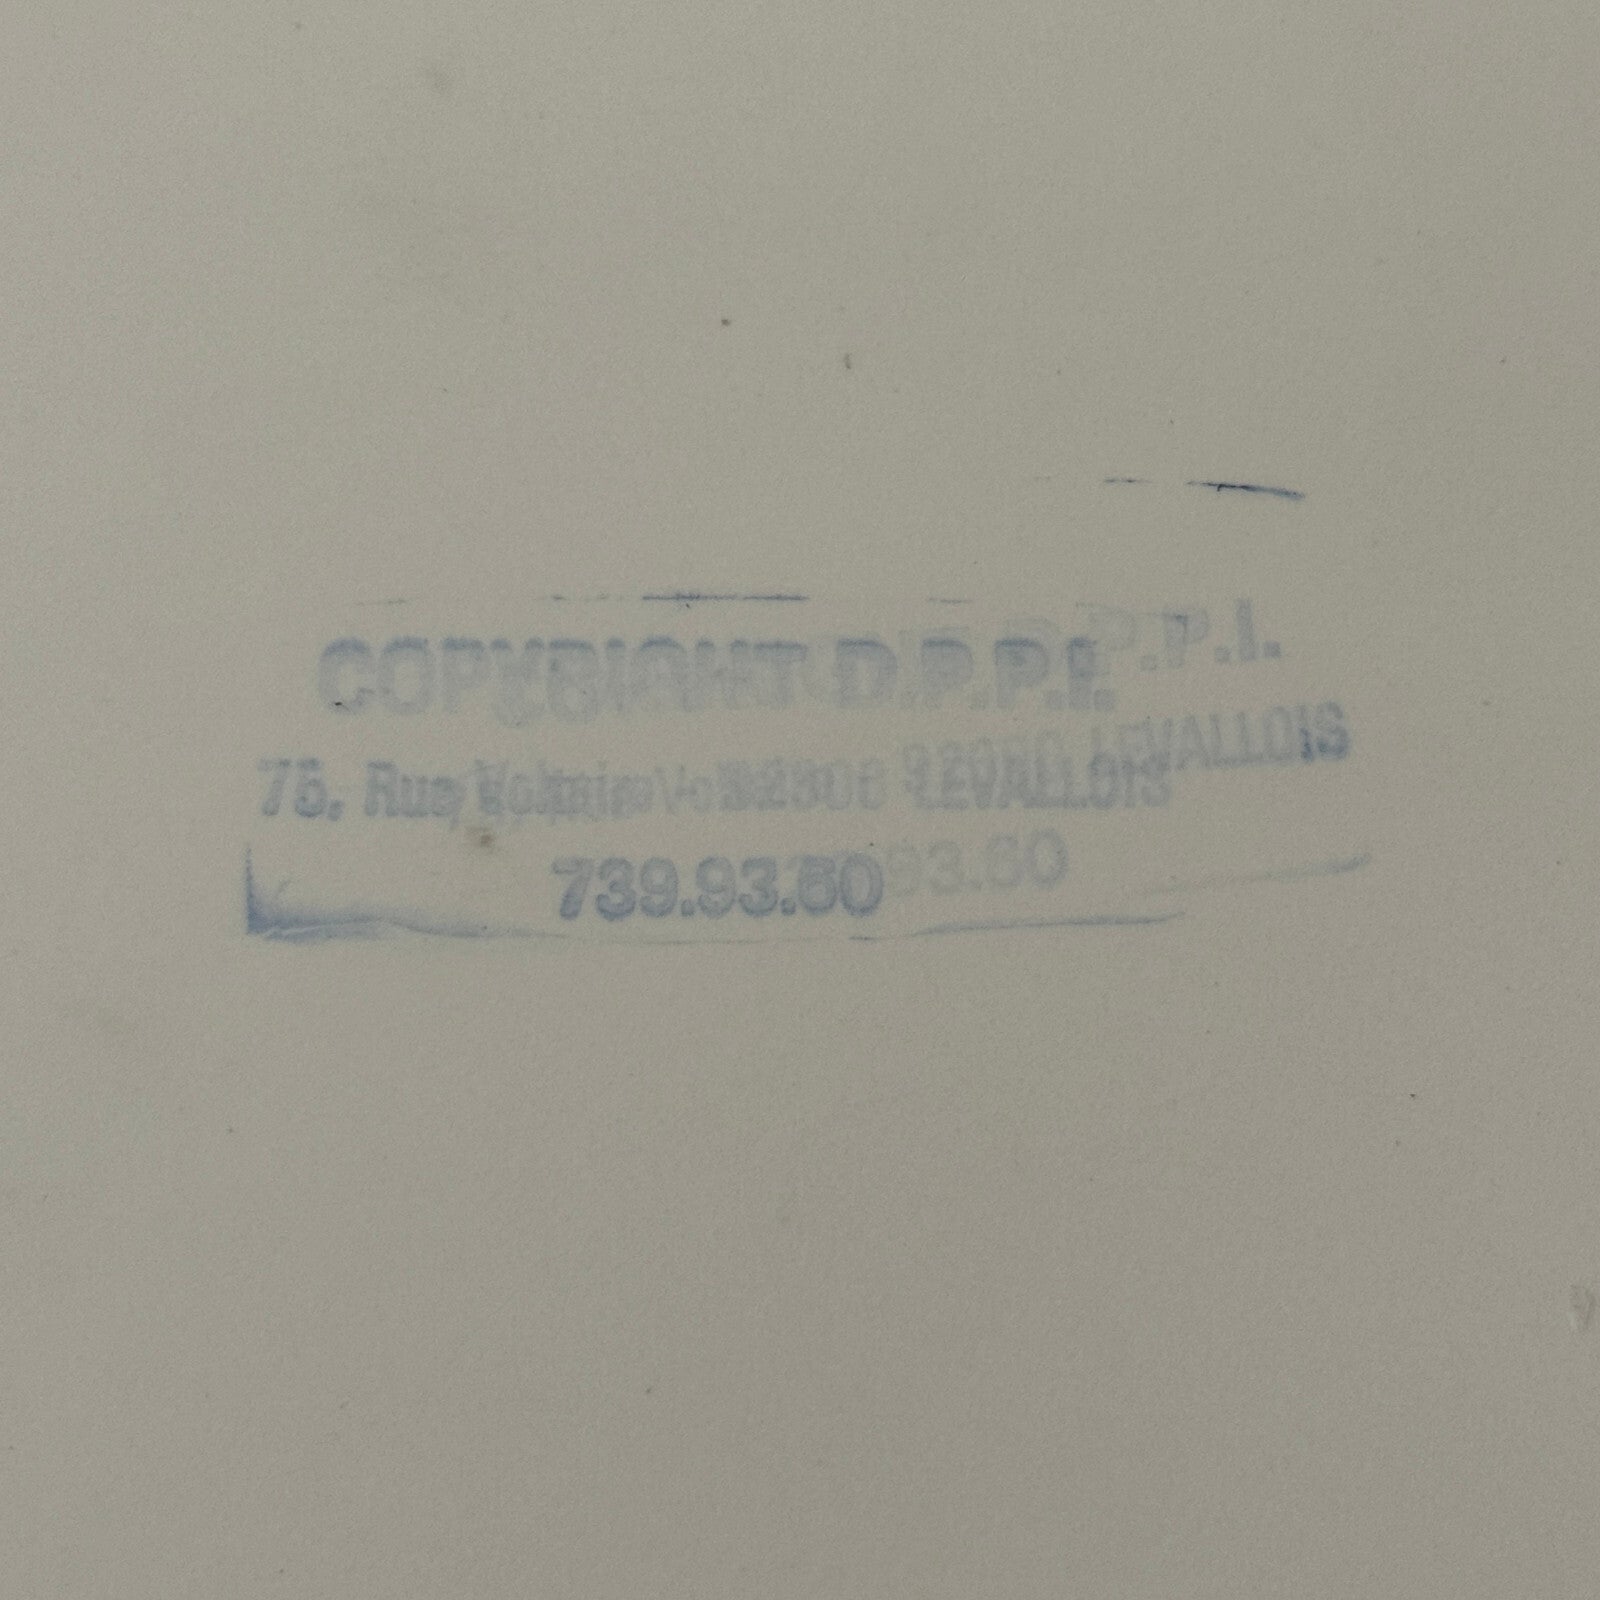 COPYRIGHT D.P.P.I.
75, Rue Voltaire 92300 LEVALLOIS
739.93.60